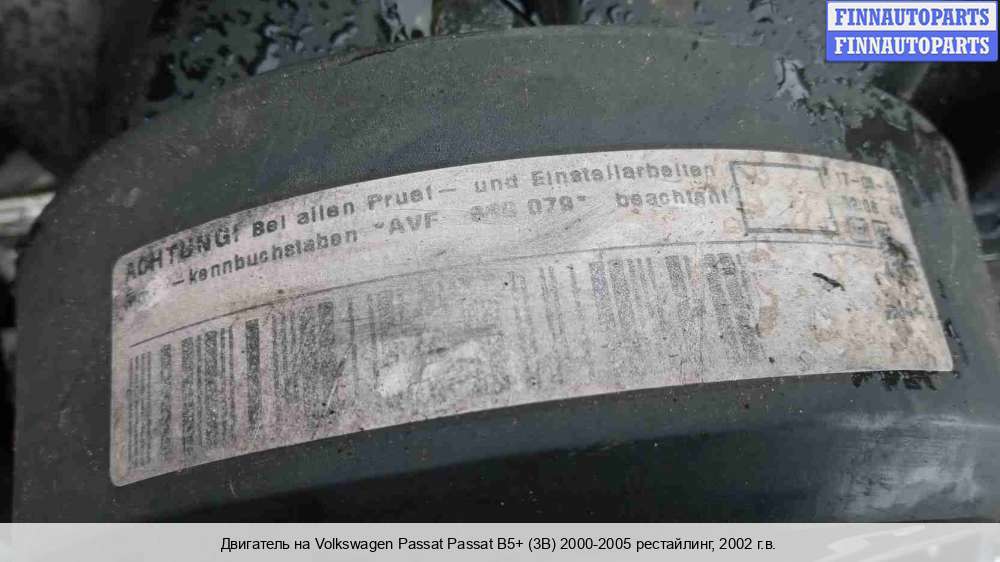 FINNAUTOPARTS
FINNAUTOPARTS
ACHTUNG! Bei allen Pruef- und Einstellarbeiten
-kennbuchstaben "AVF 079" beachten!
Двигатель на Volkswagen Passat Passat B5+ (3B) 2000-2005 рестайлинг, 2002 г.в.